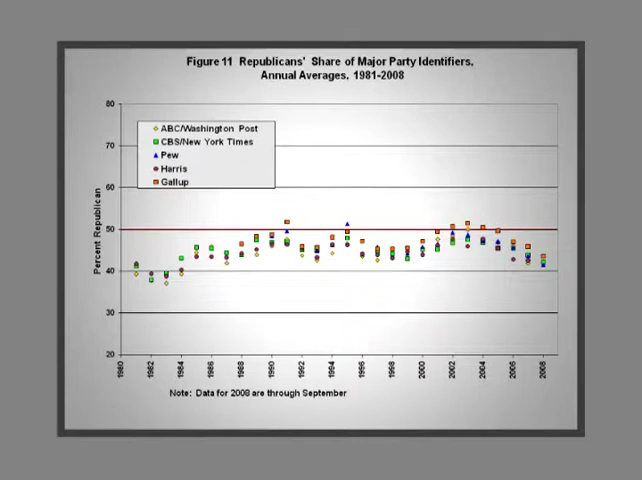 Figure 11 Republicans' Share of Major Party Identifiers,
Annual Averages, 1981-2008
80
70
60
50
40
30
20
Percent Republican
ABC/Washington Post
CBS/New York Times
Pew
Harris
Gallup
1980 1982 1984 1986 1988 1990 1992 1994 1996 1998 2000 2002 2004 2006 2008
Note: Data for 2008 are through September